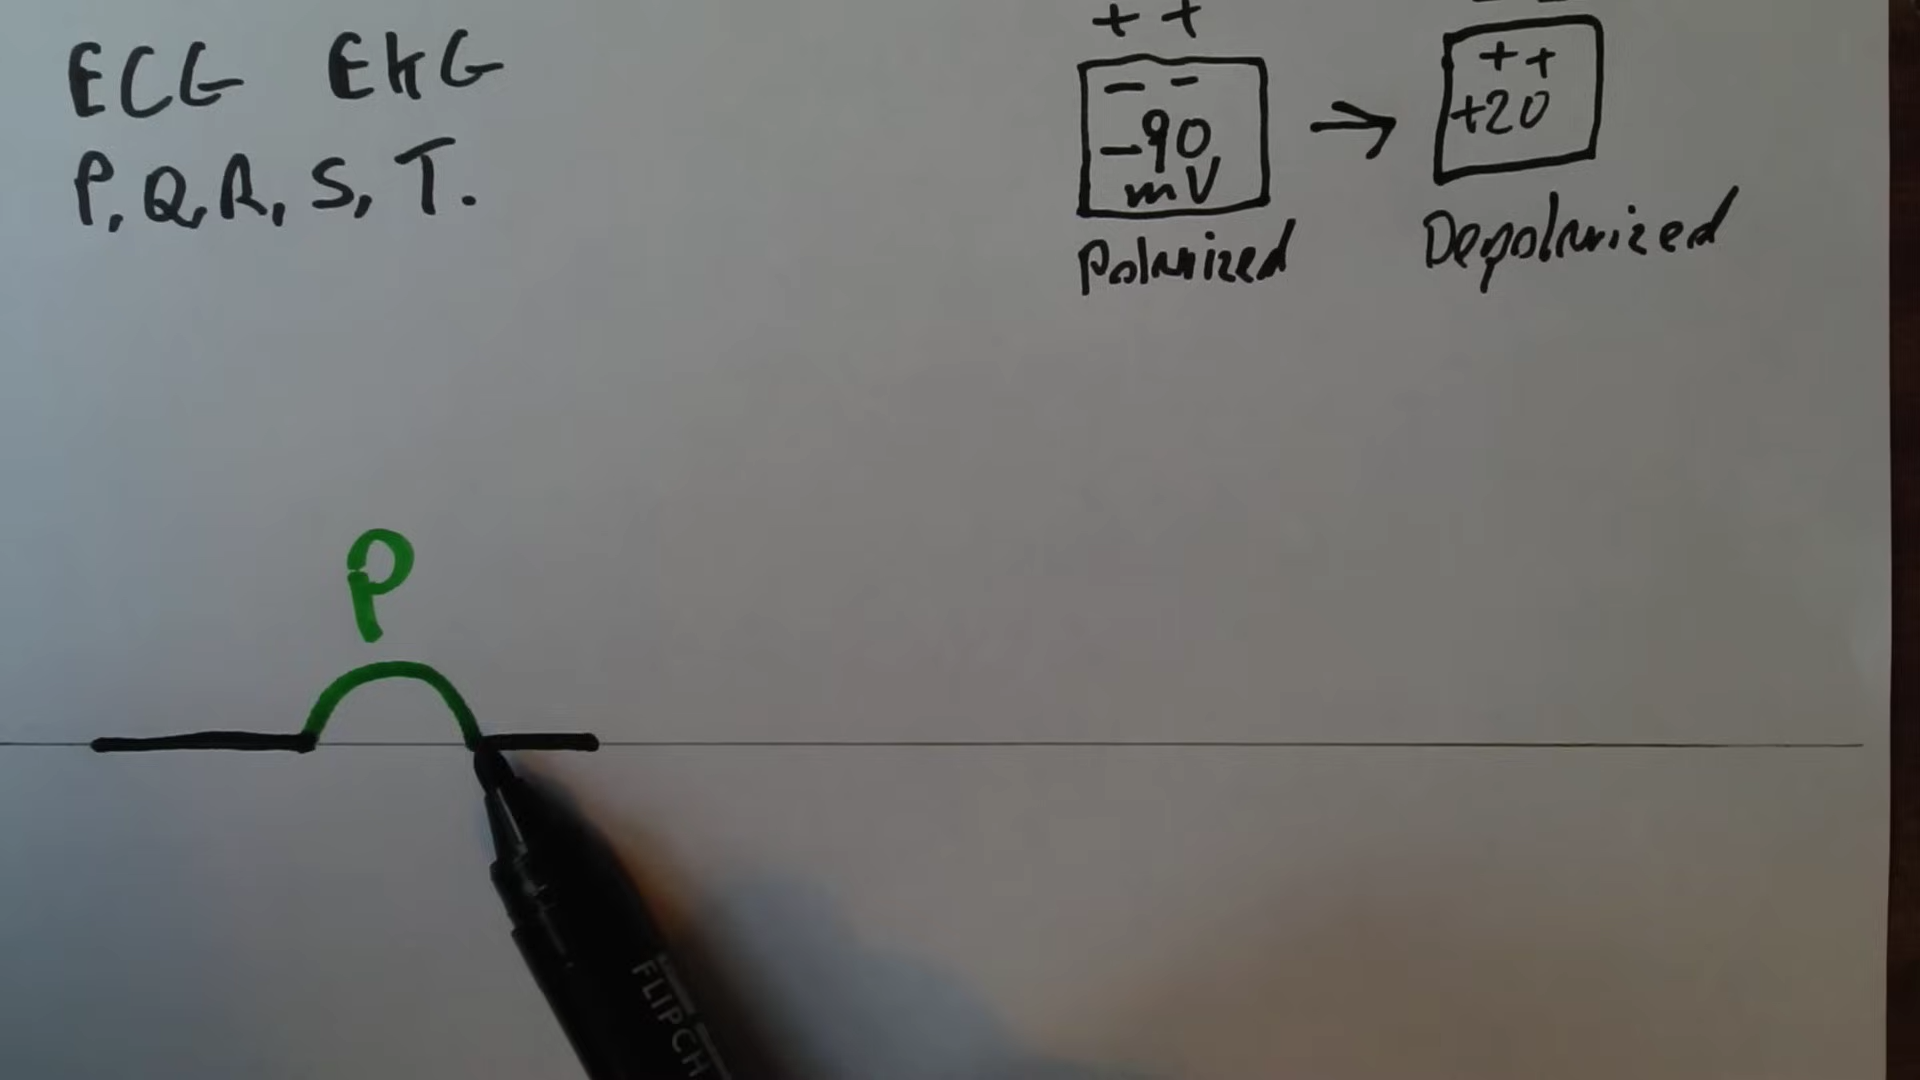 ECG EKG
P, Q, R, S, T.
+ +
- -
-90
mV
Polarized
→
+ +
+20
Depolarized
P
FLIPCH